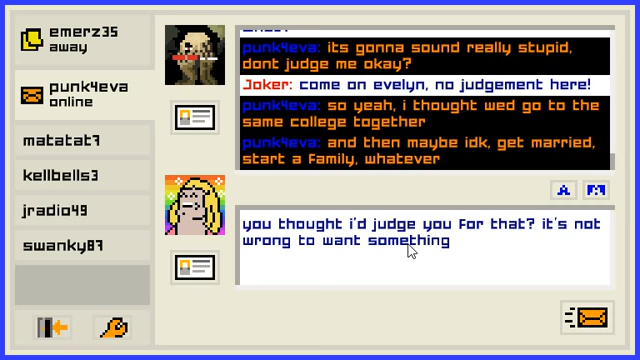 emerz35
away
punk4eva
online
matatat7
kellbells3
jradio49
swanky87
punk4eva: its gonna sound really stupid,
dont judge me okay?
Joker: come on evelyn, no judgement here!
punk4eva: so yeah, i thought wed go to the
same college together
punk4eva: and then maybe idk, get married,
start a family, whatever
A
you thought i'd judge you for that? it's not
wrong to want something